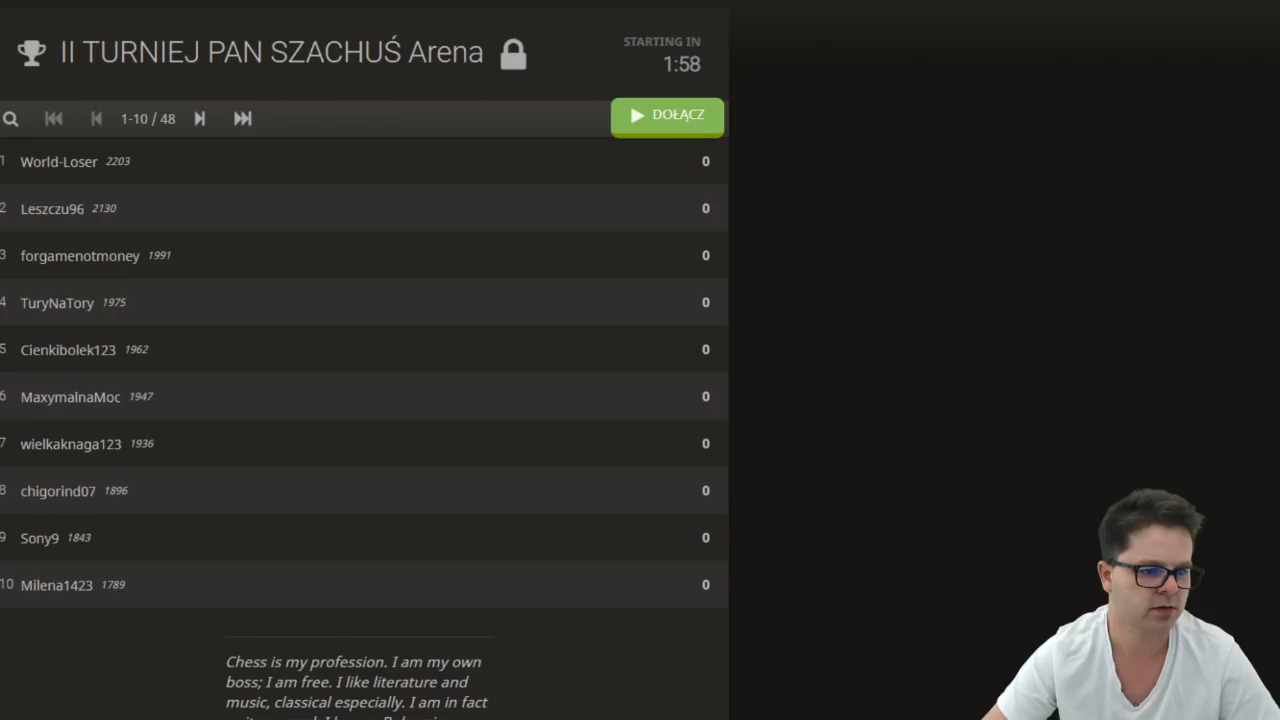 II TURNIEJ PAN SZACHUŚ Arena
STARTING IN
1:58
1-10 / 48
DOŁĄCZ
1 World-Loser 2203 0
2 Leszczu96 2130 0
3 forgamenotmoney 1991 0
4 TuryNaTory 1975 0
5 Cienkibolek123 1962 0
6 MaxymalnaMoc 1947 0
7 wielkaknaga123 1936 0
8 chigorind07 1896 0
9 Sony9 1843 0
10 Milena1423 1789 0
Chess is my profession. I am my own
boss; I am free. I like literature and
music, classical especially. I am in fact